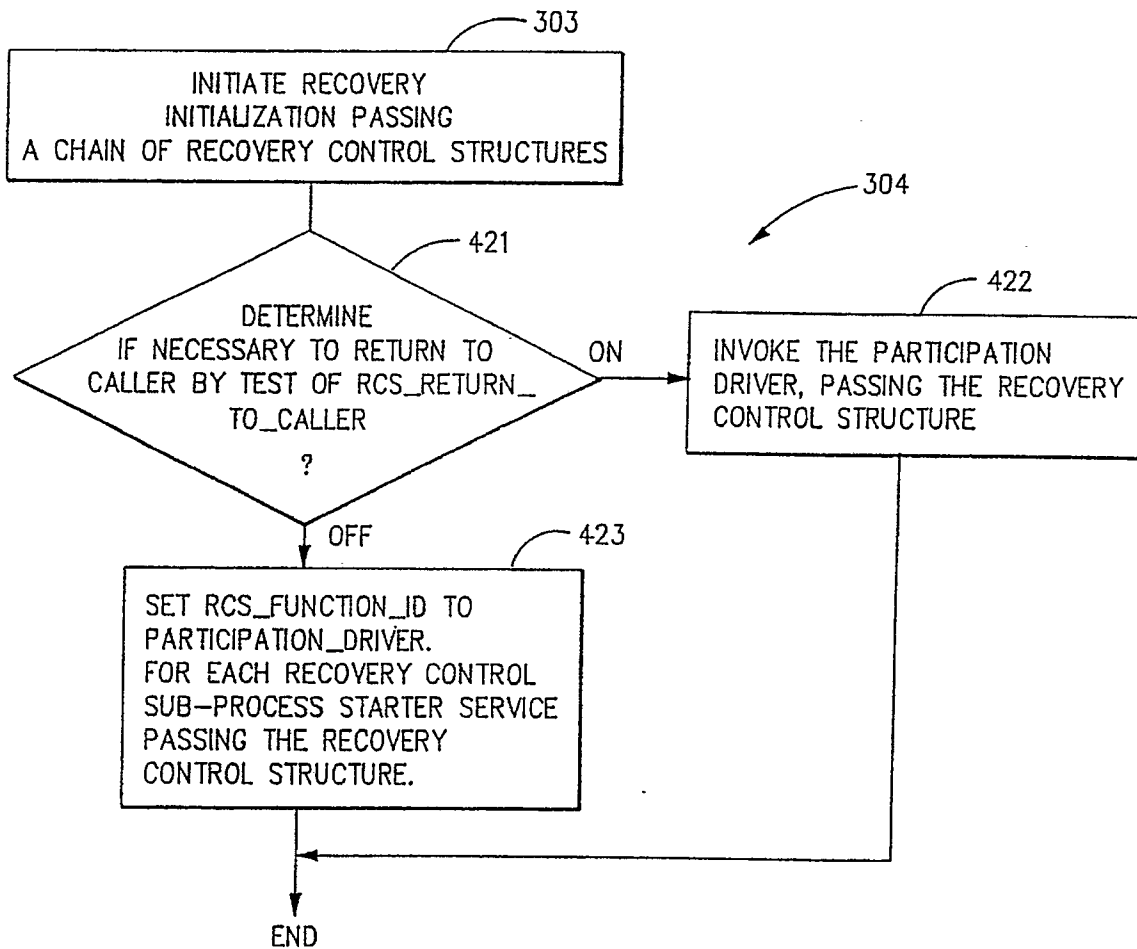 303
INITIATE RECOVERY
INITIALIZATION PASSING
A CHAIN OF RECOVERY CONTROL STRUCTURES
304
421
DETERMINE
IF NECESSARY TO RETURN TO
CALLER BY TEST OF RCS_RETURN_
TO_CALLER
?
ON
422
INVOKE THE PARTICIPATION
DRIVER, PASSING THE RECOVERY
CONTROL STRUCTURE
OFF
423
SET RCS_FUNCTION_ID TO
PARTICIPATION_DRIVER.
FOR EACH RECOVERY CONTROL
SUB-PROCESS STARTER SERVICE
PASSING THE RECOVERY
CONTROL STRUCTURE.
END